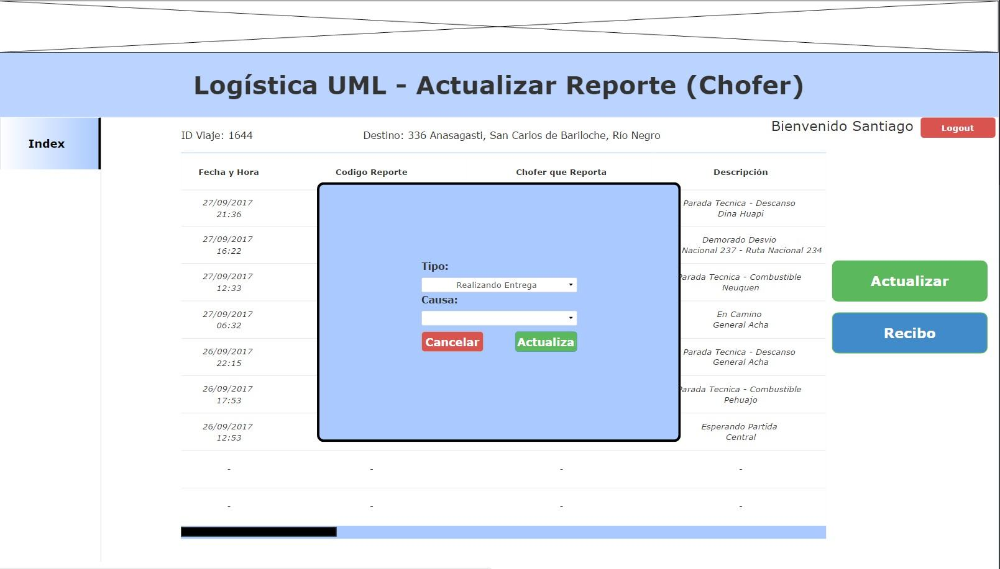 Logística UML - Actualizar Reporte (Chofer)
Index
ID Viaje: 1644
Destino: 336 Anasagasti, San Carlos de Bariloche, Río Negro
Bienvenido Santiago
Logout
Fecha y Hora
Codigo Reporte
Chofer que Reporta
Descripción
27/09/2017
21:36
Parada Tecnica - Descanso
Dina Huapi
27/09/2017
16:22
Demorado Desvio
Nacional 237 - Ruta Nacional 234
27/09/2017
12:33
Parada Tecnica - Combustible
Neuquen
27/09/2017
06:32
En Camino
General Acha
26/09/2017
22:15
Parada Tecnica - Descanso
General Acha
26/09/2017
17:53
Parada Tecnica - Combustible
Pehuajo
26/09/2017
12:53
Esperando Partida
Central
- - - -
- - - -
Tipo:
Realizando Entrega
Causa:
Cancelar
Actualiza
Actualizar
Recibo